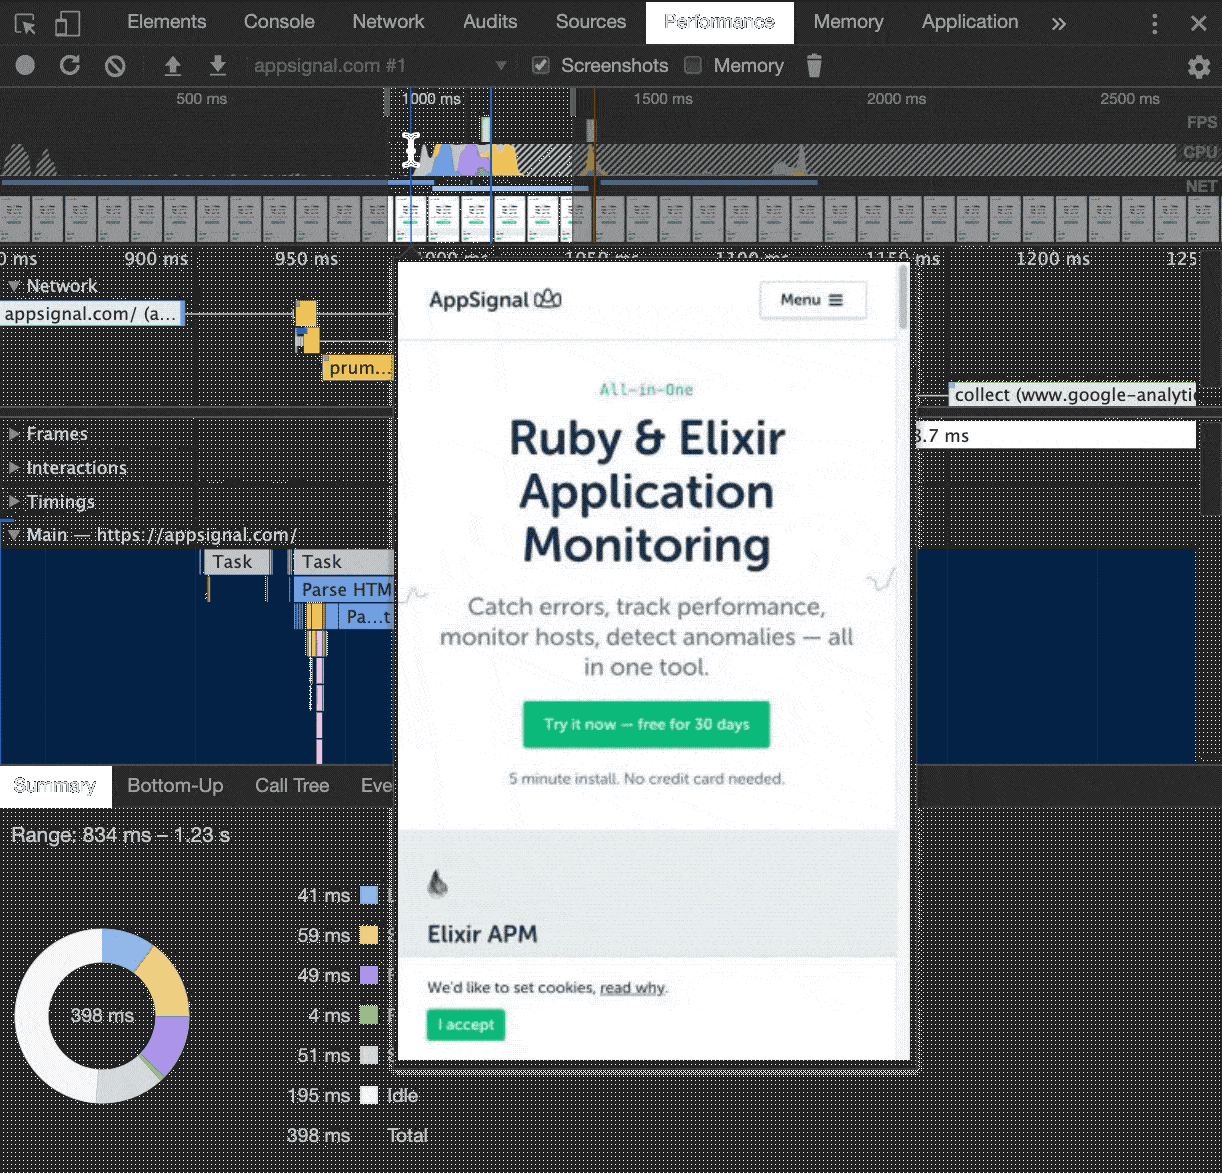 Elements Console Network Audits Sources Performance Memory Application »
appsignal.com #1 Screenshots Memory
500 ms 1000 ms 1500 ms 2000 ms 2500 ms
FPS
CPU
NET
0 ms 900 ms 950 ms 1000 ms 1050 ms 1100 ms 1150 ms 1200 ms 125
Network
appsignal.com/ (a...
prum...
collect (www.google-analytic
Frames
3.7 ms
Interactions
Timings
Main — https://appsignal.com/
Task Task
Parse HTM
Pa...t
Summary Bottom-Up Call Tree Eve
Range: 834 ms – 1.23 s
41 ms
59 ms
49 ms
4 ms
51 ms
195 ms Idle
398 ms Total
398 ms
AppSignal
Menu
All-in-One
Ruby & Elixir
Application
Monitoring
Catch errors, track performance,
monitor hosts, detect anomalies — all
in one tool.
Try it now — free for 30 days
5 minute install. No credit card needed.
Elixir APM
We'd like to set cookies, read why.
I accept